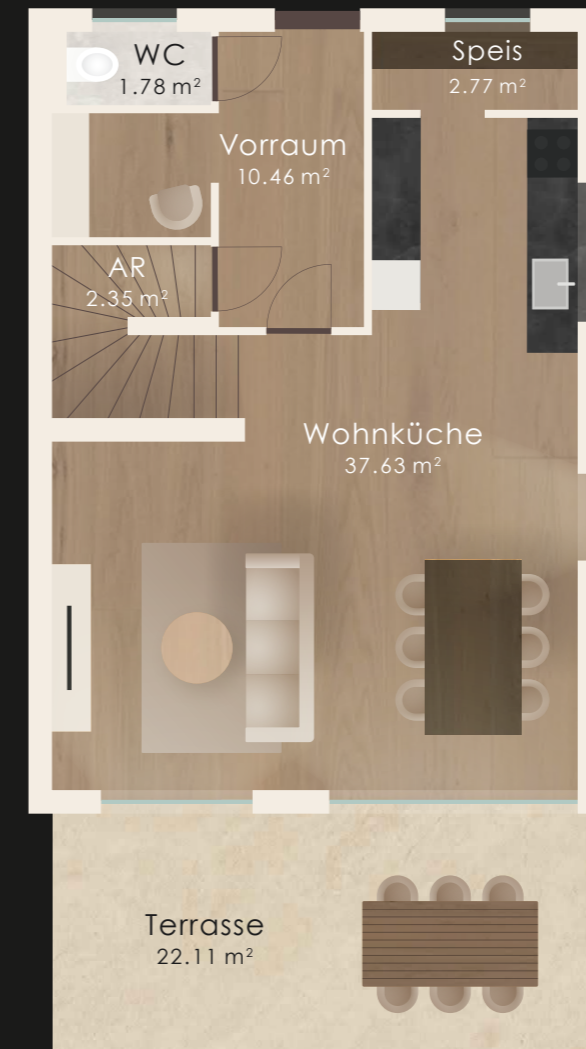 WC
1.78 m²
Speis
2.77 m²
Vorraum
10.46 m²
AR
2.35 m²
Wohnküche
37.63 m²
Terrasse
22.11 m²